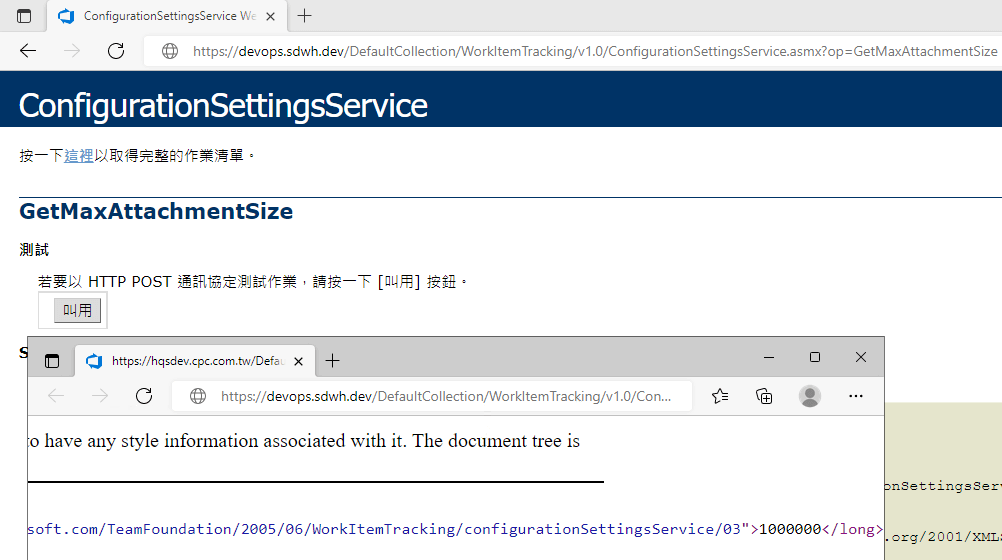 ConfigurationSettingsService We
https://devops.sdwh.dev/DefaultCollection/WorkItemTracking/v1.0/ConfigurationSettingsService.asmx?op=GetMaxAttachmentSize
ConfigurationSettingsService
按一下這裡以取得完整的作業清單。
GetMaxAttachmentSize
測試
若要以 HTTP POST 通訊協定測試作業，請按一下 [叫用] 按鈕。
叫用
S
https://hqsdev.cpc.com.tw/Defau
https://devops.sdwh.dev/DefaultCollection/WorkItemTracking/v1.0/Con...
to have any style information associated with it. The document tree is
onSettingsServ
soft.com/TeamFoundation/2005/06/WorkItemTracking/configurationSettingsService/03">1000000</long>
.org/2001/XMLS